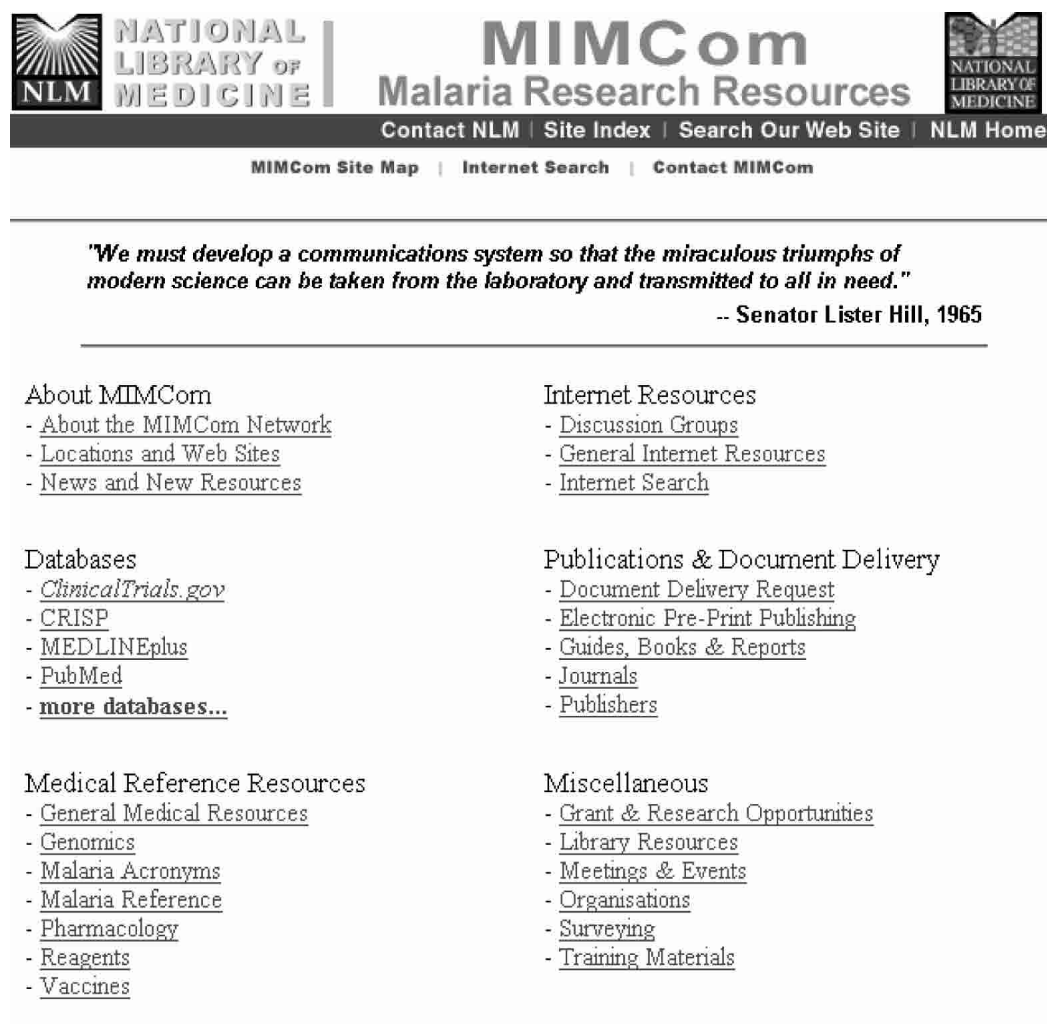 NATIONAL
LIBRARY OF
MEDICINE
NLM
MIMCom
Malaria Research Resources
NATIONAL
LIBRARY OF
MEDICINE
Contact NLM | Site Index | Search Our Web Site | NLM Home
MIMCom Site Map | Internet Search | Contact MIMCom
"We must develop a communications system so that the miraculous triumphs of
modern science can be taken from the laboratory and transmitted to all in need."
-- Senator Lister Hill, 1965
About MIMCom
- About the MIMCom Network
- Locations and Web Sites
- News and New Resources
Internet Resources
- Discussion Groups
- General Internet Resources
- Internet Search
Databases
- ClinicalTrials.gov
- CRISP
- MEDLINEplus
- PubMed
- more databases...
Publications & Document Delivery
- Document Delivery Request
- Electronic Pre-Print Publishing
- Guides, Books & Reports
- Journals
- Publishers
Medical Reference Resources
- General Medical Resources
- Genomics
- Malaria Acronyms
- Malaria Reference
- Pharmacology
- Reagents
- Vaccines
Miscellaneous
- Grant & Research Opportunities
- Library Resources
- Meetings & Events
- Organisations
- Surveying
- Training Materials